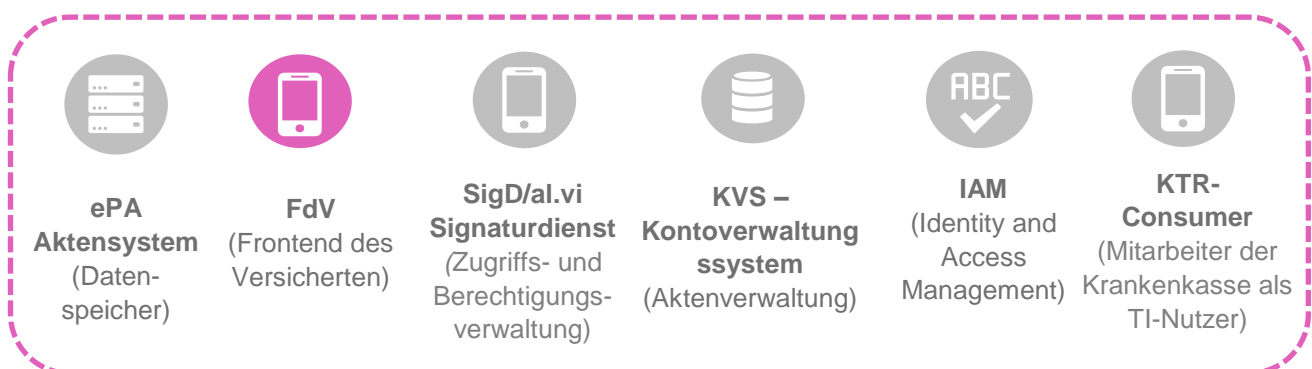 ABC
ePA
Aktensystem
(Daten-
speicher)
FdV
(Frontend des
Versicherten)
SigD/al.vi
Signaturdienst
(Zugriffs- und
Berechtigungs-
verwaltung)
KVS –
Kontoverwaltung
ssystem
(Aktenverwaltung)
IAM
(Identity and
Access
Management)
KTR-
Consumer
(Mitarbeiter der
Krankenkasse als
TI-Nutzer)